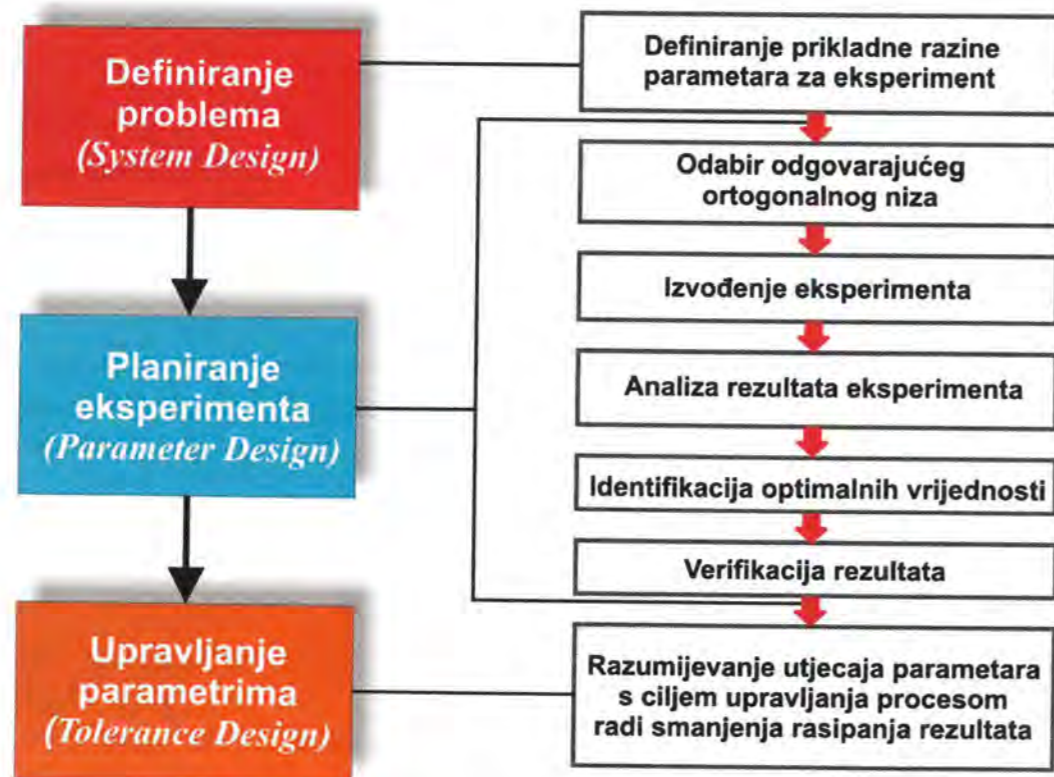 Definiranje
problema
(System Design)
Planiranje
eksperimenta
(Parameter Design)
Upravljanje
parametrima
(Tolerance Design)
Definiranje prikladne razine
parametara za eksperiment
Odabir odgovarajućeg
ortogonalnog niza
Izvođenje eksperimenta
Analiza rezultata eksperimenta
Identifikacija optimalnih vrijednosti
Verifikacija rezultata
Razumijevanje utjecaja parametara
s ciljem upravljanja procesom
radi smanjenja rasipanja rezultata